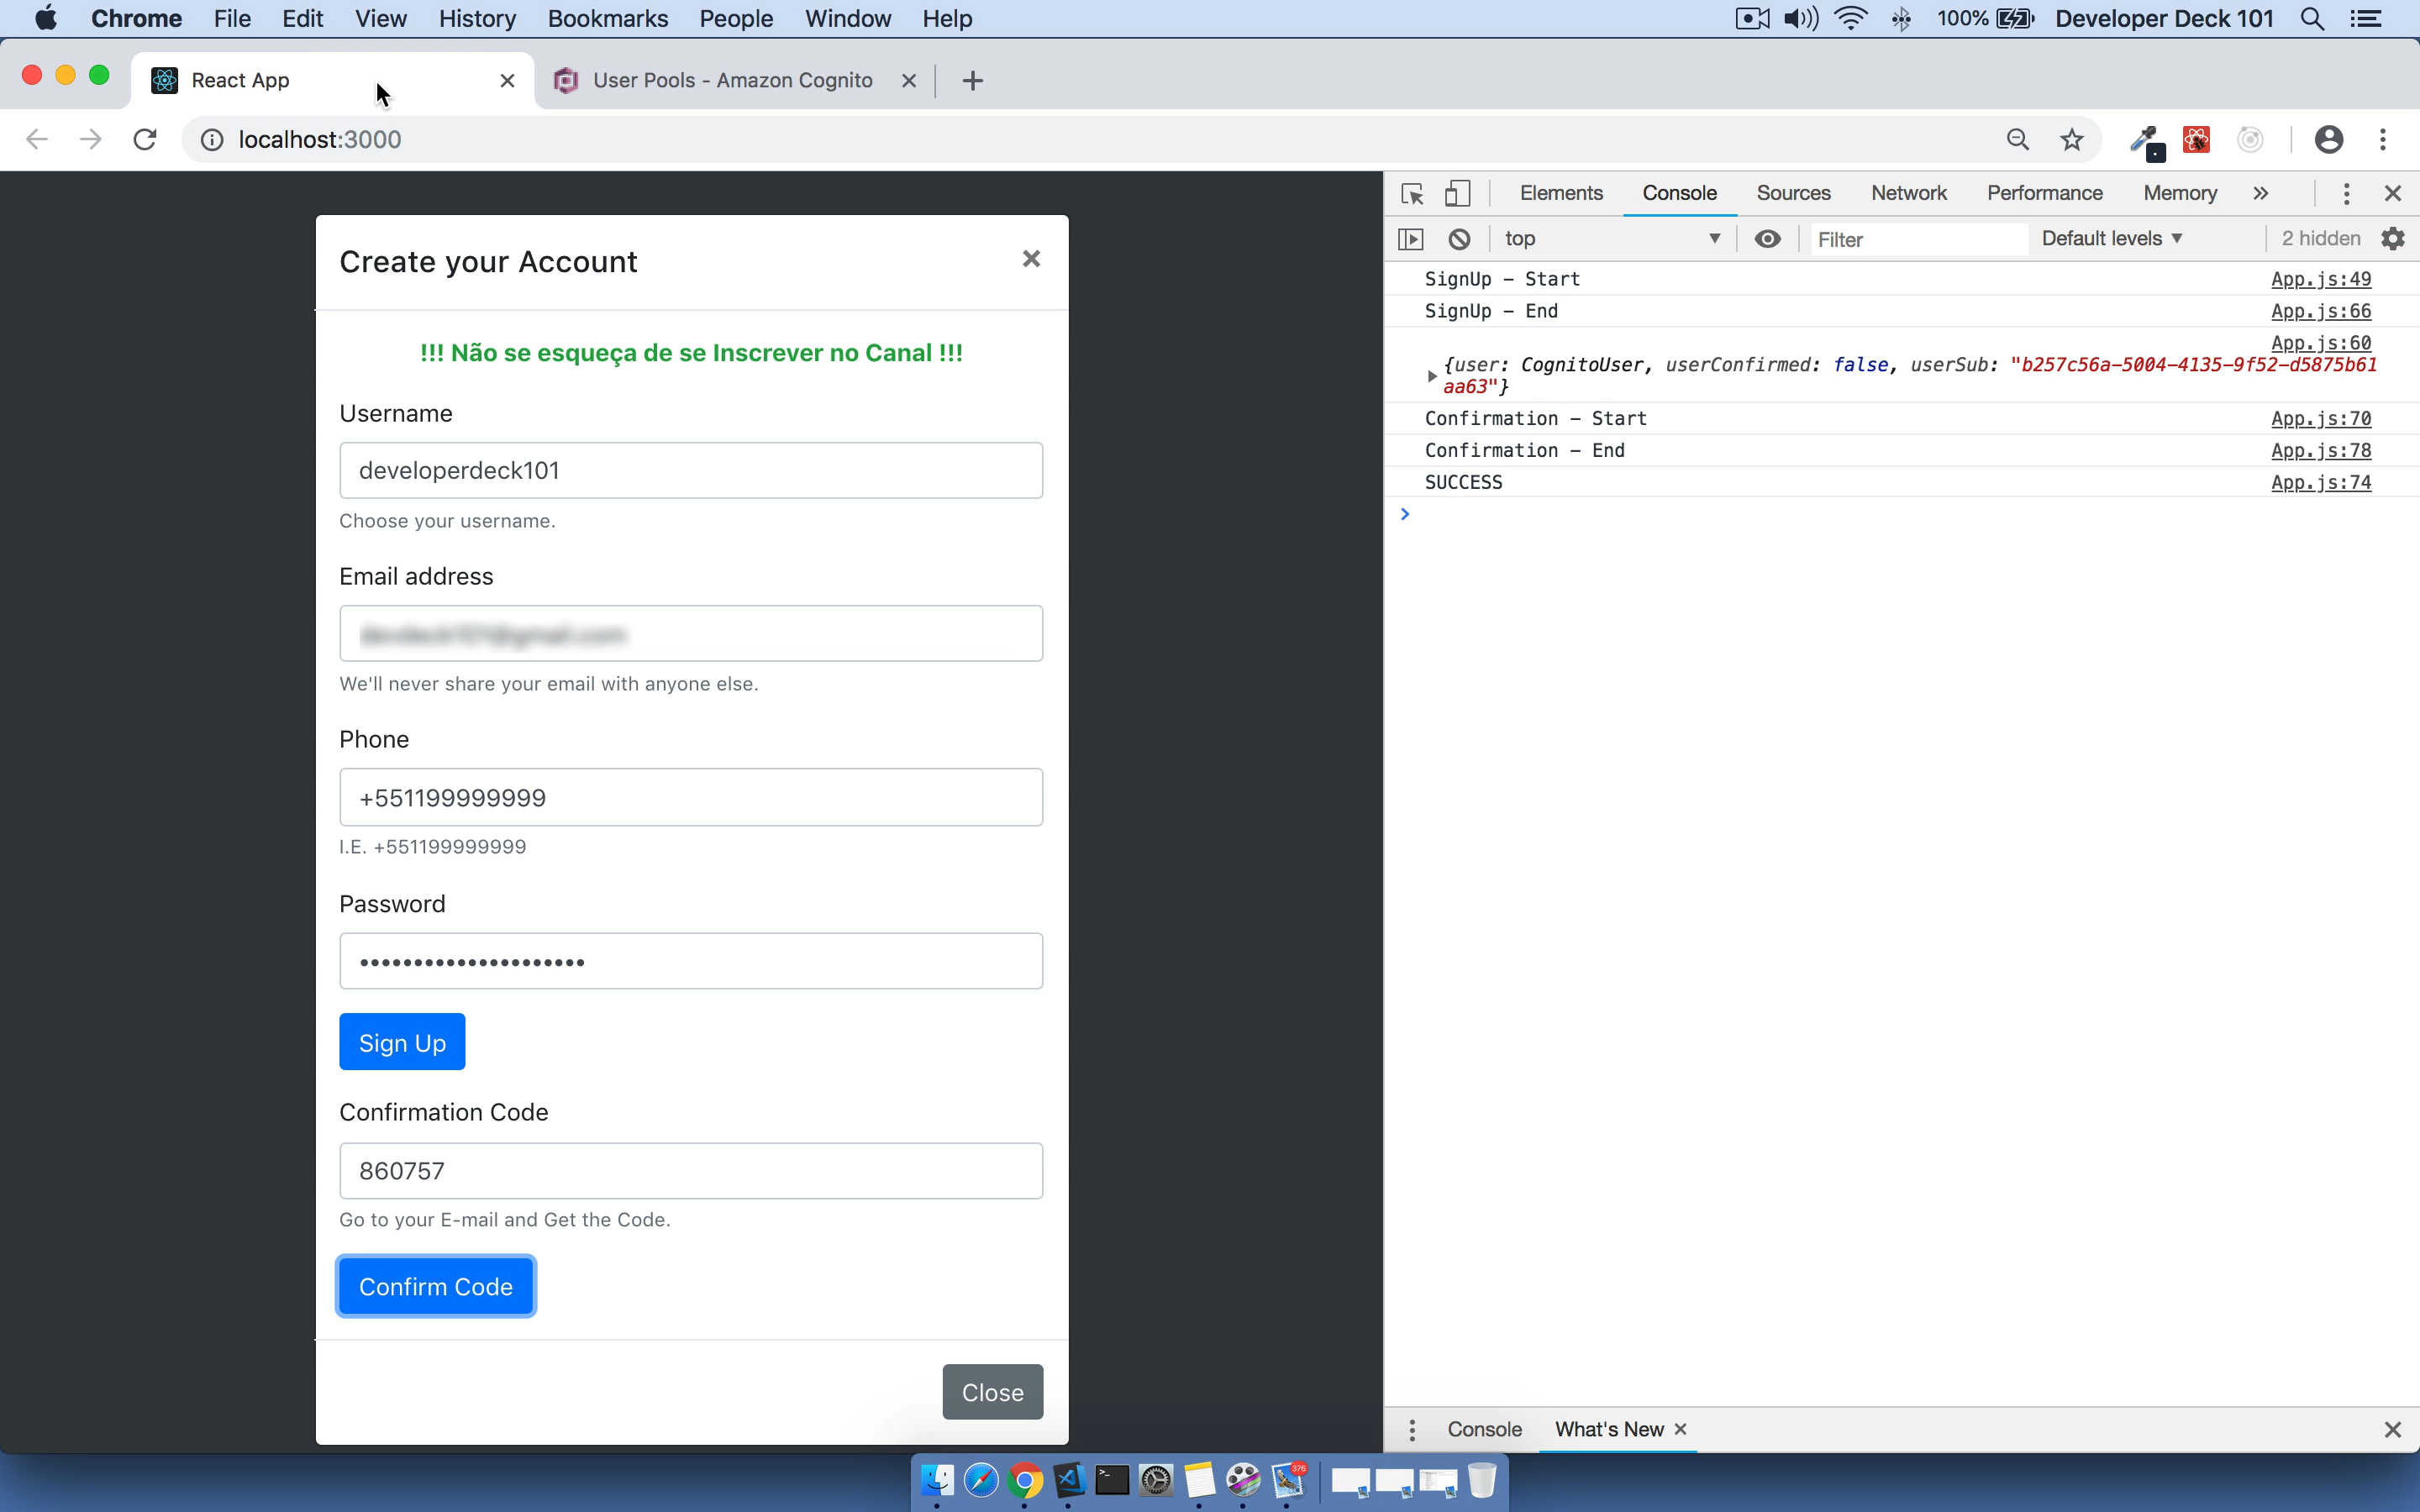 Chrome File Edit View History Bookmarks People Window Help 100% Developer Deck 101
React App User Pools - Amazon Cognito
localhost:3000
Elements Console Sources Network Performance Memory
top Filter Default levels 2 hidden
Create your Account ×
!!! Não se esqueça de se Inscrever no Canal !!!
Username
developerdeck101
Choose your username.
Email address
We'll never share your email with anyone else.
Phone
+551199999999
I.E. +551199999999
Password
Sign Up
Confirmation Code
860757
Go to your E-mail and Get the Code.
Confirm Code
Close
SignUp - Start App.js:49
SignUp - End App.js:66
App.js:60
{user: CognitoUser, userConfirmed: false, userSub: "b257c56a-5004-4135-9f52-d5875b61
aa63"}
Confirmation - Start App.js:70
Confirmation - End App.js:78
SUCCESS App.js:74
Console What's New
376